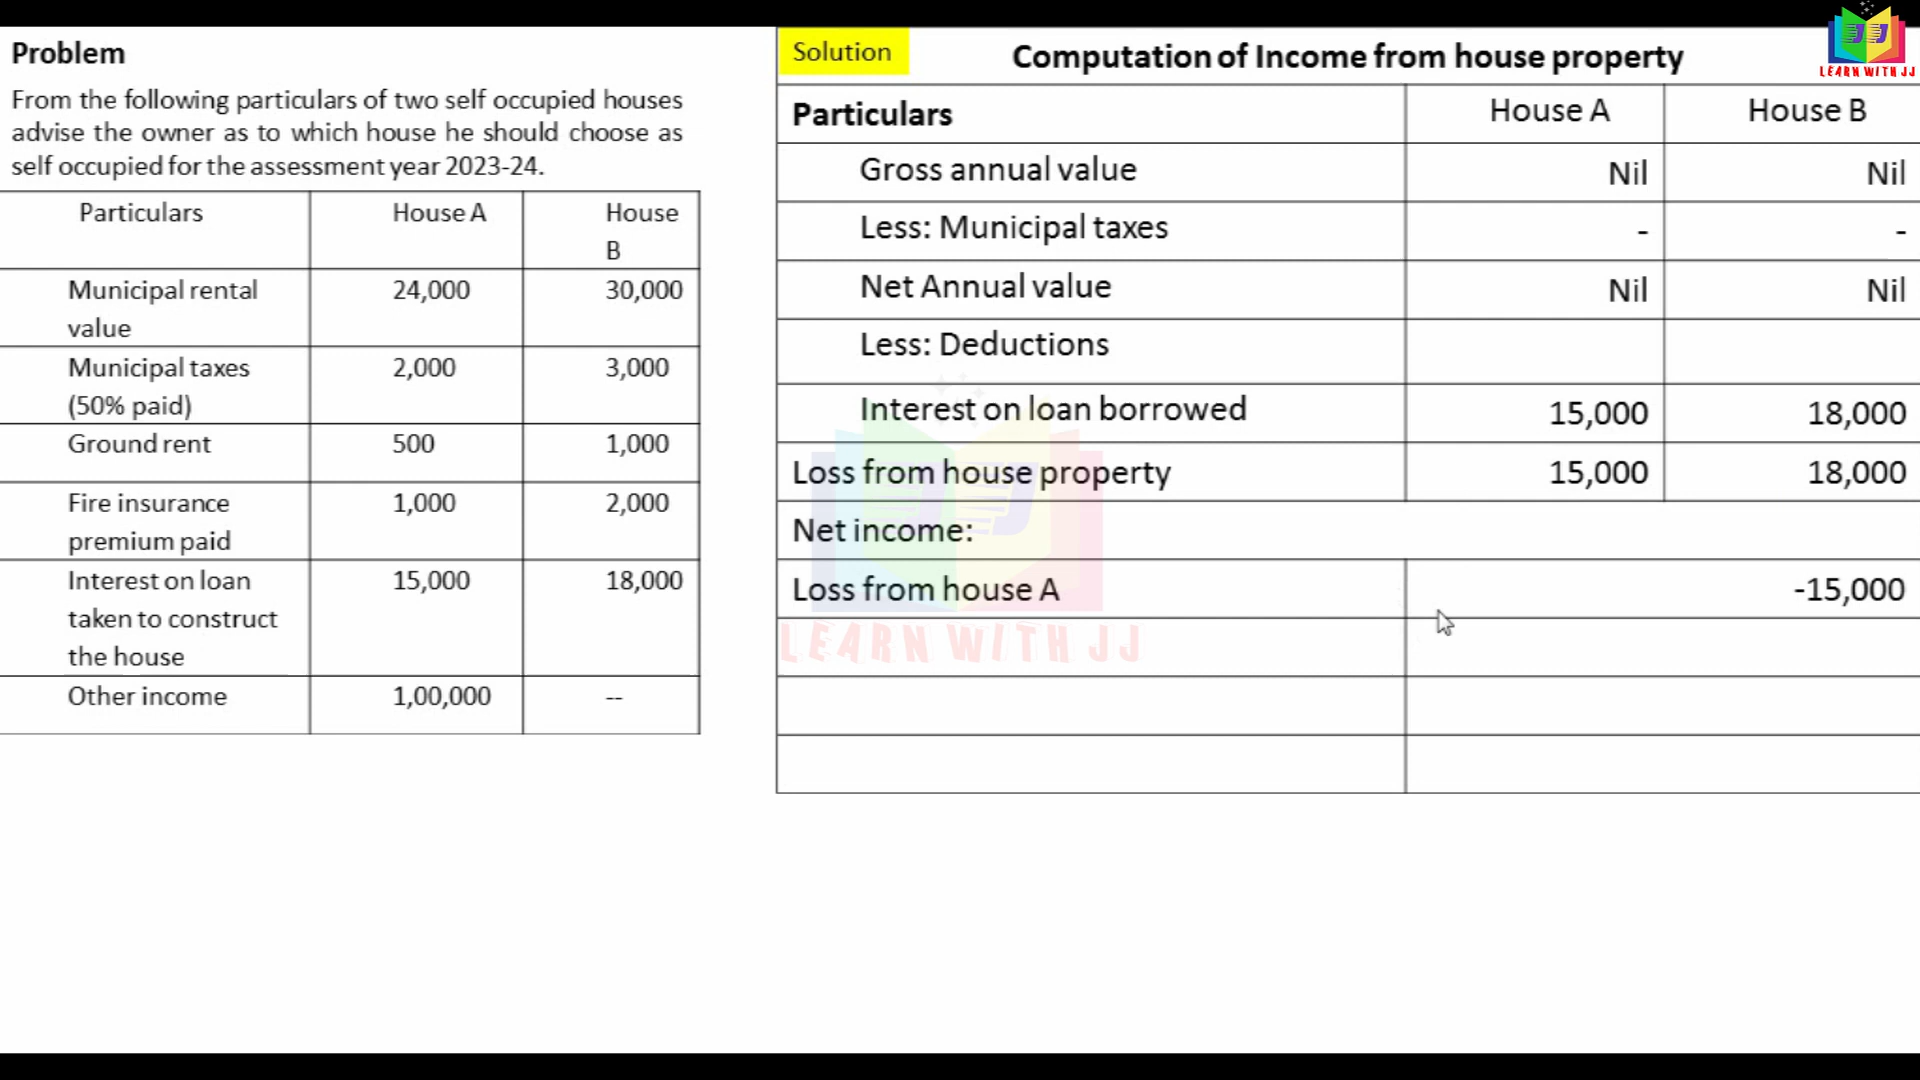 Problem
From the following particulars of two self occupied houses
advise the owner as to which house he should choose as
self occupied for the assessment year 2023-24.
Particulars House A House
B
Municipal rental 24,000 30,000
value
Municipal taxes 2,000 3,000
(50% paid)
Ground rent 500 1,000
Fire insurance 1,000 2,000
premium paid
Interest on loan 15,000 18,000
taken to construct
the house
Other income 1,00,000 --
Solution Computation of Income from house property
Particulars House A House B
Gross annual value Nil Nil
Less: Municipal taxes - -
Net Annual value Nil Nil
Less: Deductions
Interest on loan borrowed 15,000 18,000
Loss from house property 15,000 18,000
Net income:
Loss from house A -15,000
LEARN WITH JJ
JJ
LEARN WITH JJ